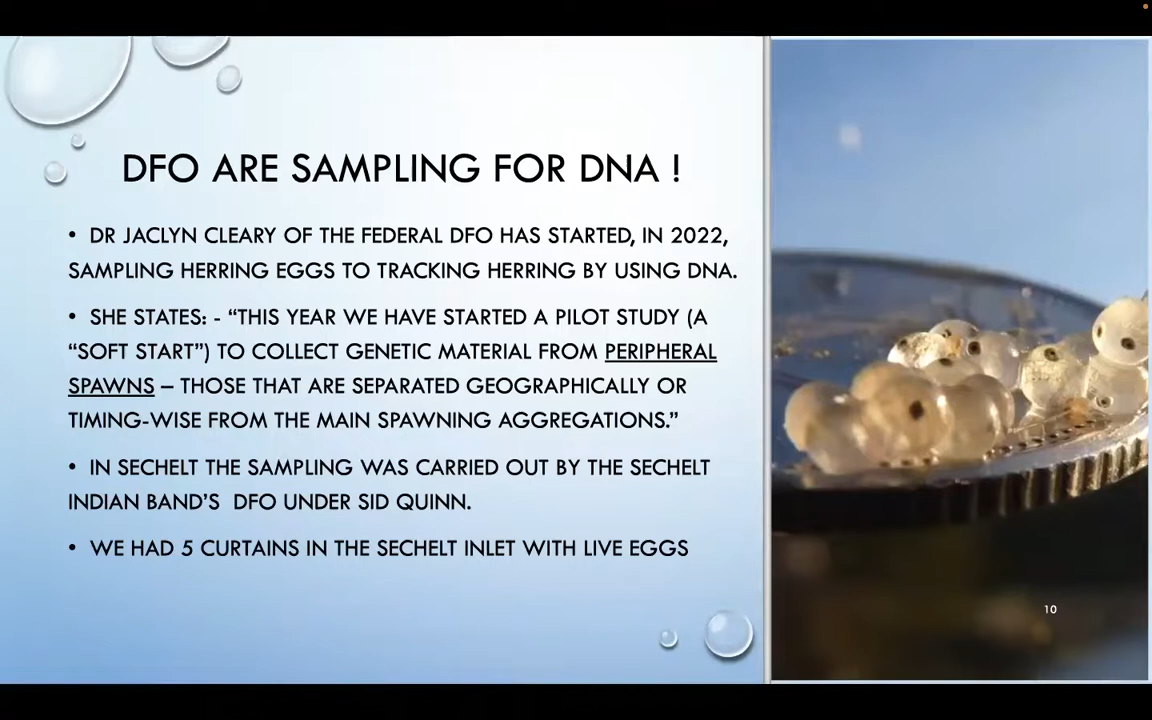 DFO ARE SAMPLING FOR DNA !
• DR JACLYN CLEARY OF THE FEDERAL DFO HAS STARTED, IN 2022,
SAMPLING HERRING EGGS TO TRACKING HERRING BY USING DNA.
• SHE STATES: - “THIS YEAR WE HAVE STARTED A PILOT STUDY (A
“SOFT START”) TO COLLECT GENETIC MATERIAL FROM PERIPHERAL
SPAWNS – THOSE THAT ARE SEPARATED GEOGRAPHICALLY OR
TIMING-WISE FROM THE MAIN SPAWNING AGGREGATIONS.”
• IN SECHELT THE SAMPLING WAS CARRIED OUT BY THE SECHELT
INDIAN BAND’S  DFO UNDER SID QUINN.
• WE HAD 5 CURTAINS IN THE SECHELT INLET WITH LIVE EGGS
10